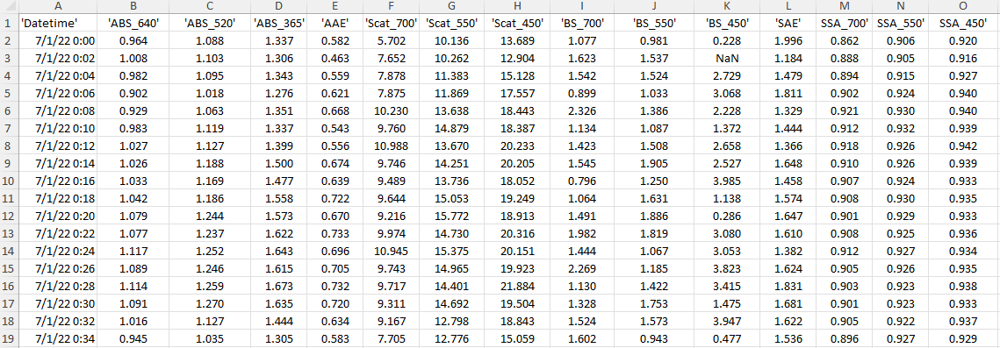 A B C D E F G H I J K L M N O
1 'Datetime' 'ABS_640' 'ABS_520' 'ABS_365' 'AAE' 'Scat_700' 'Scat_550' 'Scat_450' 'BS_700' 'BS_550' 'BS_450' 'SAE' SSA_700' SSA_550' SSA_450'
2 7/1/22 0:00 0.964 1.088 1.337 0.582 5.702 10.136 13.689 1.077 0.981 0.228 1.996 0.862 0.906 0.920
3 7/1/22 0:02 1.008 1.103 1.306 0.463 7.652 10.262 12.904 1.623 1.537 NaN 1.184 0.888 0.905 0.916
4 7/1/22 0:04 0.982 1.095 1.343 0.559 7.878 11.383 15.128 1.542 1.524 2.729 1.479 0.894 0.915 0.927
5 7/1/22 0:06 0.902 1.018 1.276 0.621 7.875 11.869 17.557 0.899 1.033 3.068 1.811 0.902 0.924 0.940
6 7/1/22 0:08 0.929 1.063 1.351 0.668 10.230 13.638 18.443 2.326 1.386 2.228 1.329 0.921 0.930 0.940
7 7/1/22 0:10 0.983 1.119 1.337 0.543 9.760 14.879 18.387 1.134 1.087 1.372 1.444 0.912 0.932 0.939
8 7/1/22 0:12 1.027 1.127 1.399 0.556 10.988 13.670 20.233 1.423 1.508 2.658 1.366 0.918 0.926 0.942
9 7/1/22 0:14 1.026 1.188 1.500 0.674 9.746 14.251 20.205 1.545 1.905 2.527 1.648 0.910 0.926 0.939
10 7/1/22 0:16 1.033 1.169 1.477 0.639 9.489 13.736 18.052 0.796 1.250 3.985 1.458 0.907 0.924 0.933
11 7/1/22 0:18 1.042 1.186 1.558 0.722 9.644 15.053 19.249 1.064 1.631 1.138 1.574 0.908 0.930 0.935
12 7/1/22 0:20 1.079 1.244 1.573 0.670 9.216 15.772 18.913 1.491 1.886 0.286 1.647 0.901 0.929 0.933
13 7/1/22 0:22 1.077 1.237 1.622 0.733 9.974 14.730 20.316 1.982 1.819 3.080 1.610 0.908 0.925 0.936
14 7/1/22 0:24 1.117 1.252 1.643 0.696 10.945 15.375 20.151 1.444 1.067 3.053 1.382 0.912 0.927 0.934
15 7/1/22 0:26 1.089 1.246 1.615 0.705 9.743 14.965 19.923 2.269 1.185 3.823 1.624 0.905 0.926 0.935
16 7/1/22 0:28 1.114 1.259 1.673 0.732 9.717 14.401 21.884 1.130 1.422 3.415 1.831 0.903 0.923 0.938
17 7/1/22 0:30 1.091 1.270 1.635 0.720 9.311 14.692 19.504 1.328 1.753 1.475 1.681 0.901 0.923 0.933
18 7/1/22 0:32 1.016 1.127 1.444 0.634 9.167 12.798 18.843 1.524 1.573 3.947 1.622 0.905 0.922 0.937
19 7/1/22 0:34 0.945 1.035 1.305 0.583 7.705 12.776 15.059 1.602 0.943 0.477 1.536 0.896 0.927 0.929